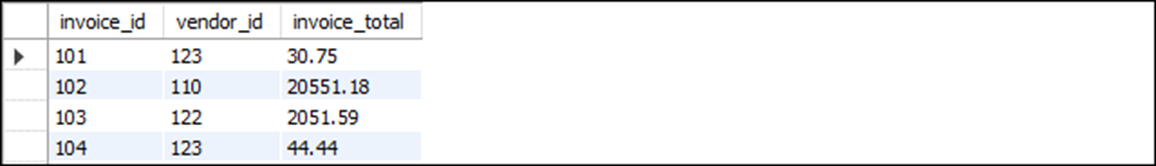 invoice_id vendor_id invoice_total
101 123 30.75
102 110 20551.18
103 122 2051.59
104 123 44.44